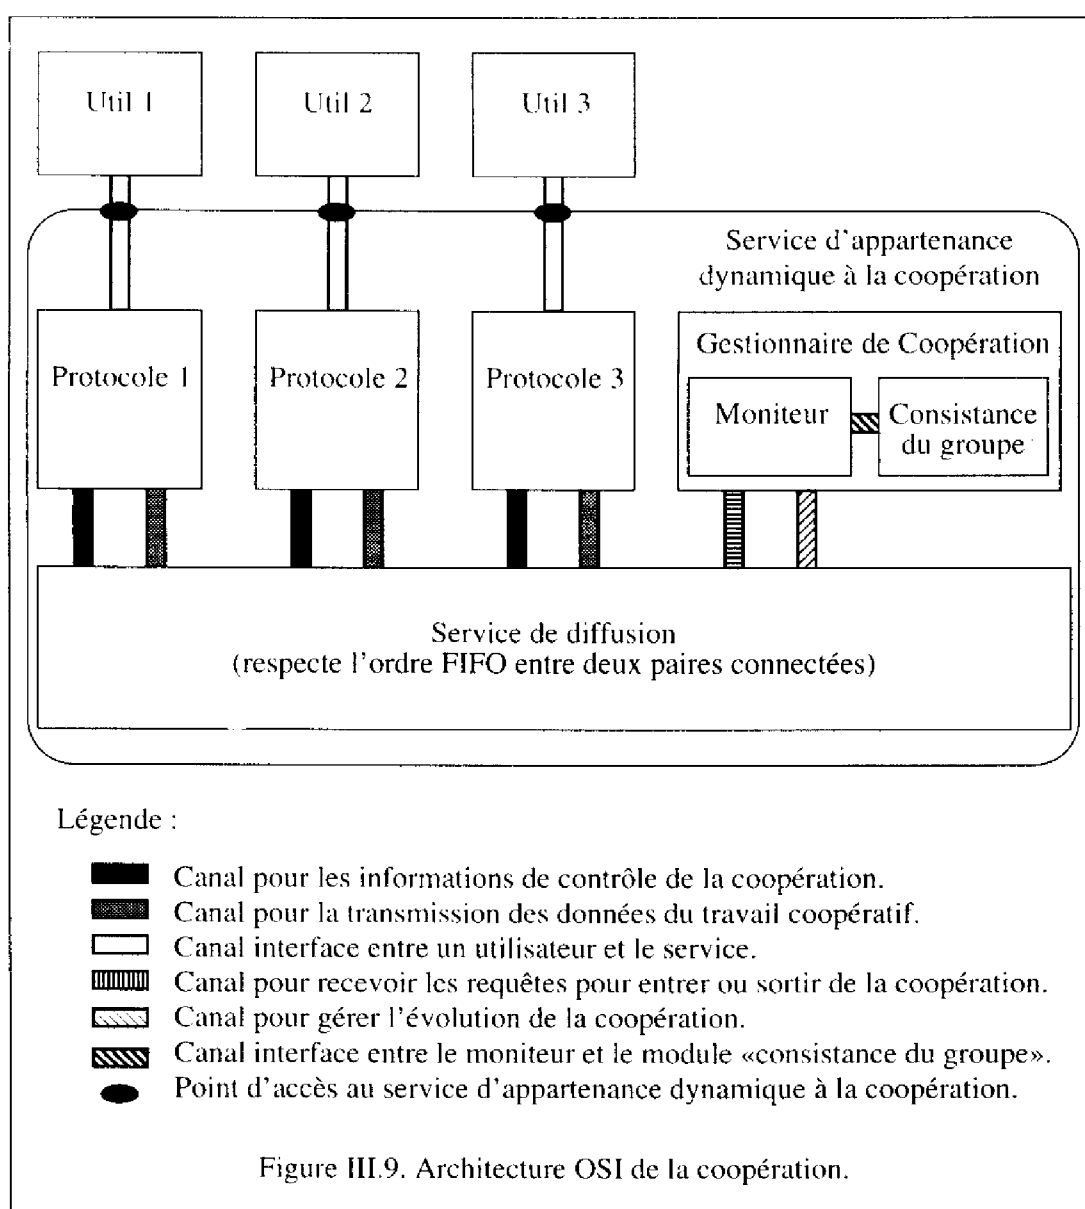 Util 1
Util 2
Util 3
Service d'appartenance
dynamique à la coopération
Protocole 1
Protocole 2
Protocole 3
Gestionnaire de Coopération
Moniteur
Consistance
du groupe
Service de diffusion
(respecte l'ordre FIFO entre deux paires connectées)
Légende :
Canal pour les informations de contrôle de la coopération.
Canal pour la transmission des données du travail coopératif.
Canal interface entre un utilisateur et le service.
Canal pour recevoir les requêtes pour entrer ou sortir de la coopération.
Canal pour gérer l'évolution de la coopération.
Canal interface entre le moniteur et le module «consistance du groupe».
Point d'accès au service d'appartenance dynamique à la coopération.
Figure III.9. Architecture OSI de la coopération.